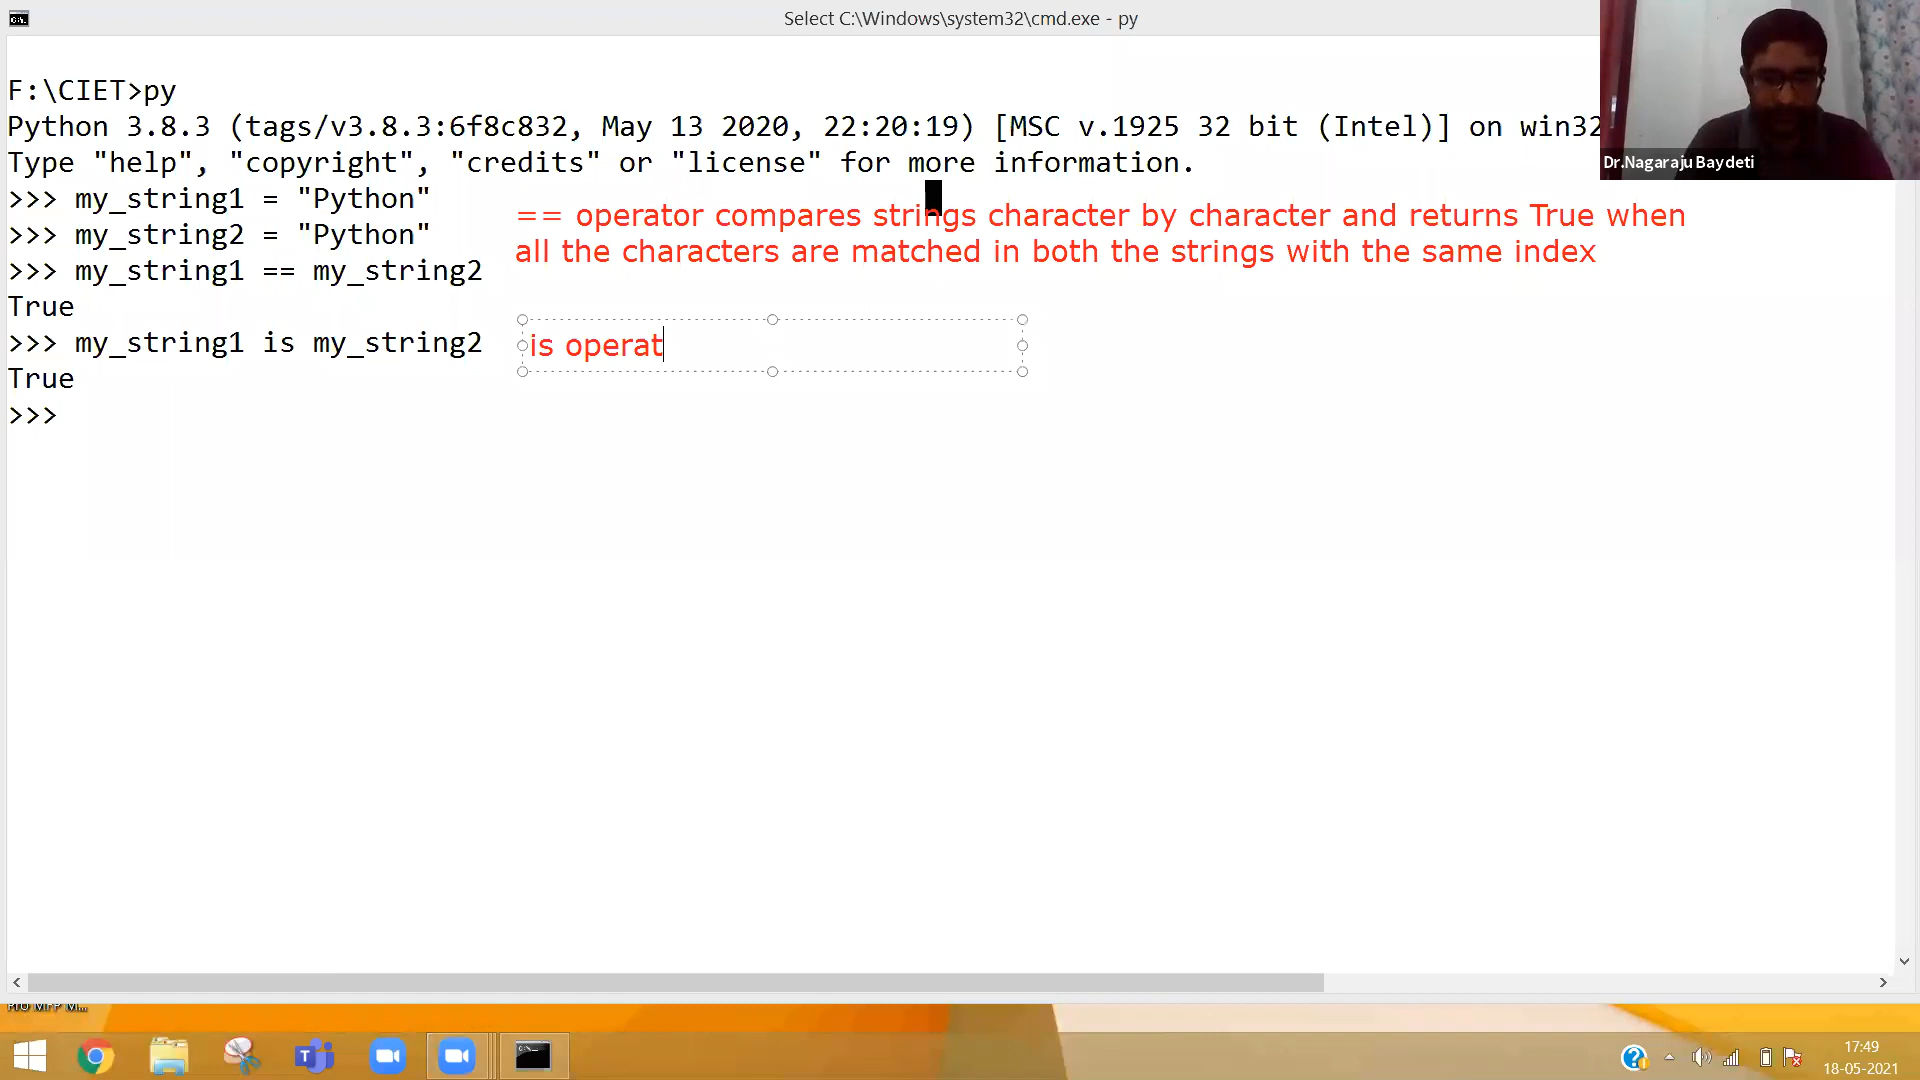 Select C:\Windows\system32\cmd.exe - py
F:\CIET>py
Python 3.8.3 (tags/v3.8.3:6f8c832, May 13 2020, 22:20:19) [MSC v.1925 32 bit (Intel)] on win32
Type "help", "copyright", "credits" or "license" for more information.
Dr.Nagaraju Baydeti
>>> my_string1 = "Python"
>>> my_string2 = "Python"
>>> my_string1 == my_string2
True
>>> my_string1 is my_string2
True
>>>
== operator compares strings character by character and returns True when
all the characters are matched in both the strings with the same index
is operat
17:49
18-05-2021